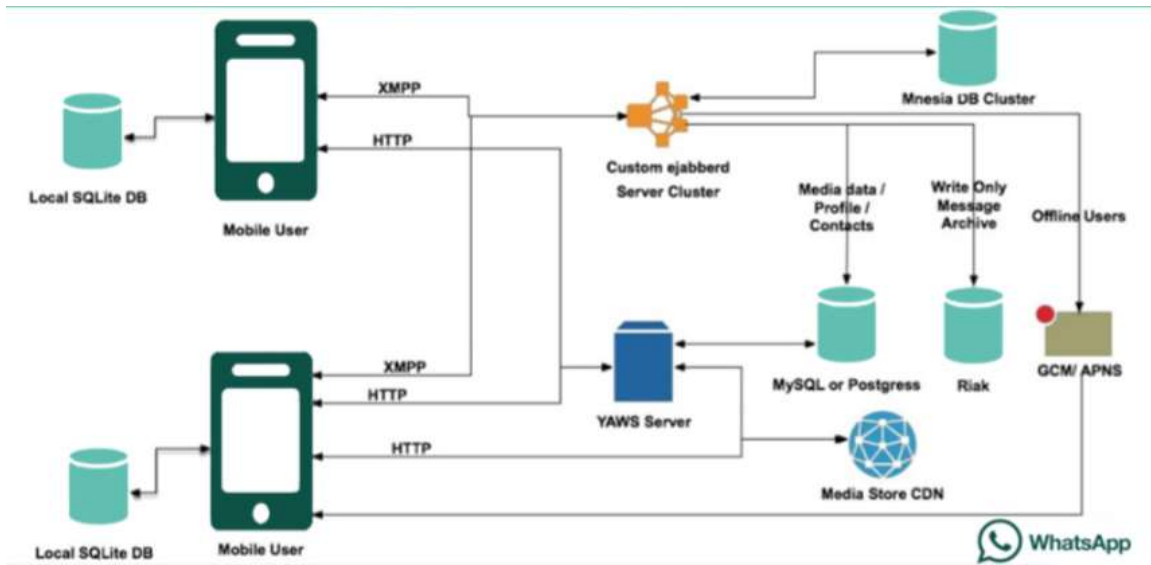 XMPP
HTTP
Local SQLite DB
Mobile User
Mnesia DB Cluster
Custom ejabberd
Server Cluster
Media data /
Profile /
Contacts
Write Only
Message
Archive
Offline Users
XMPP
HTTP
HTTP
YAWS Server
MySQL or Postgress
Riak
GCM/ APNS
Media Store CDN
Local SQLite DB
Mobile User
WhatsApp